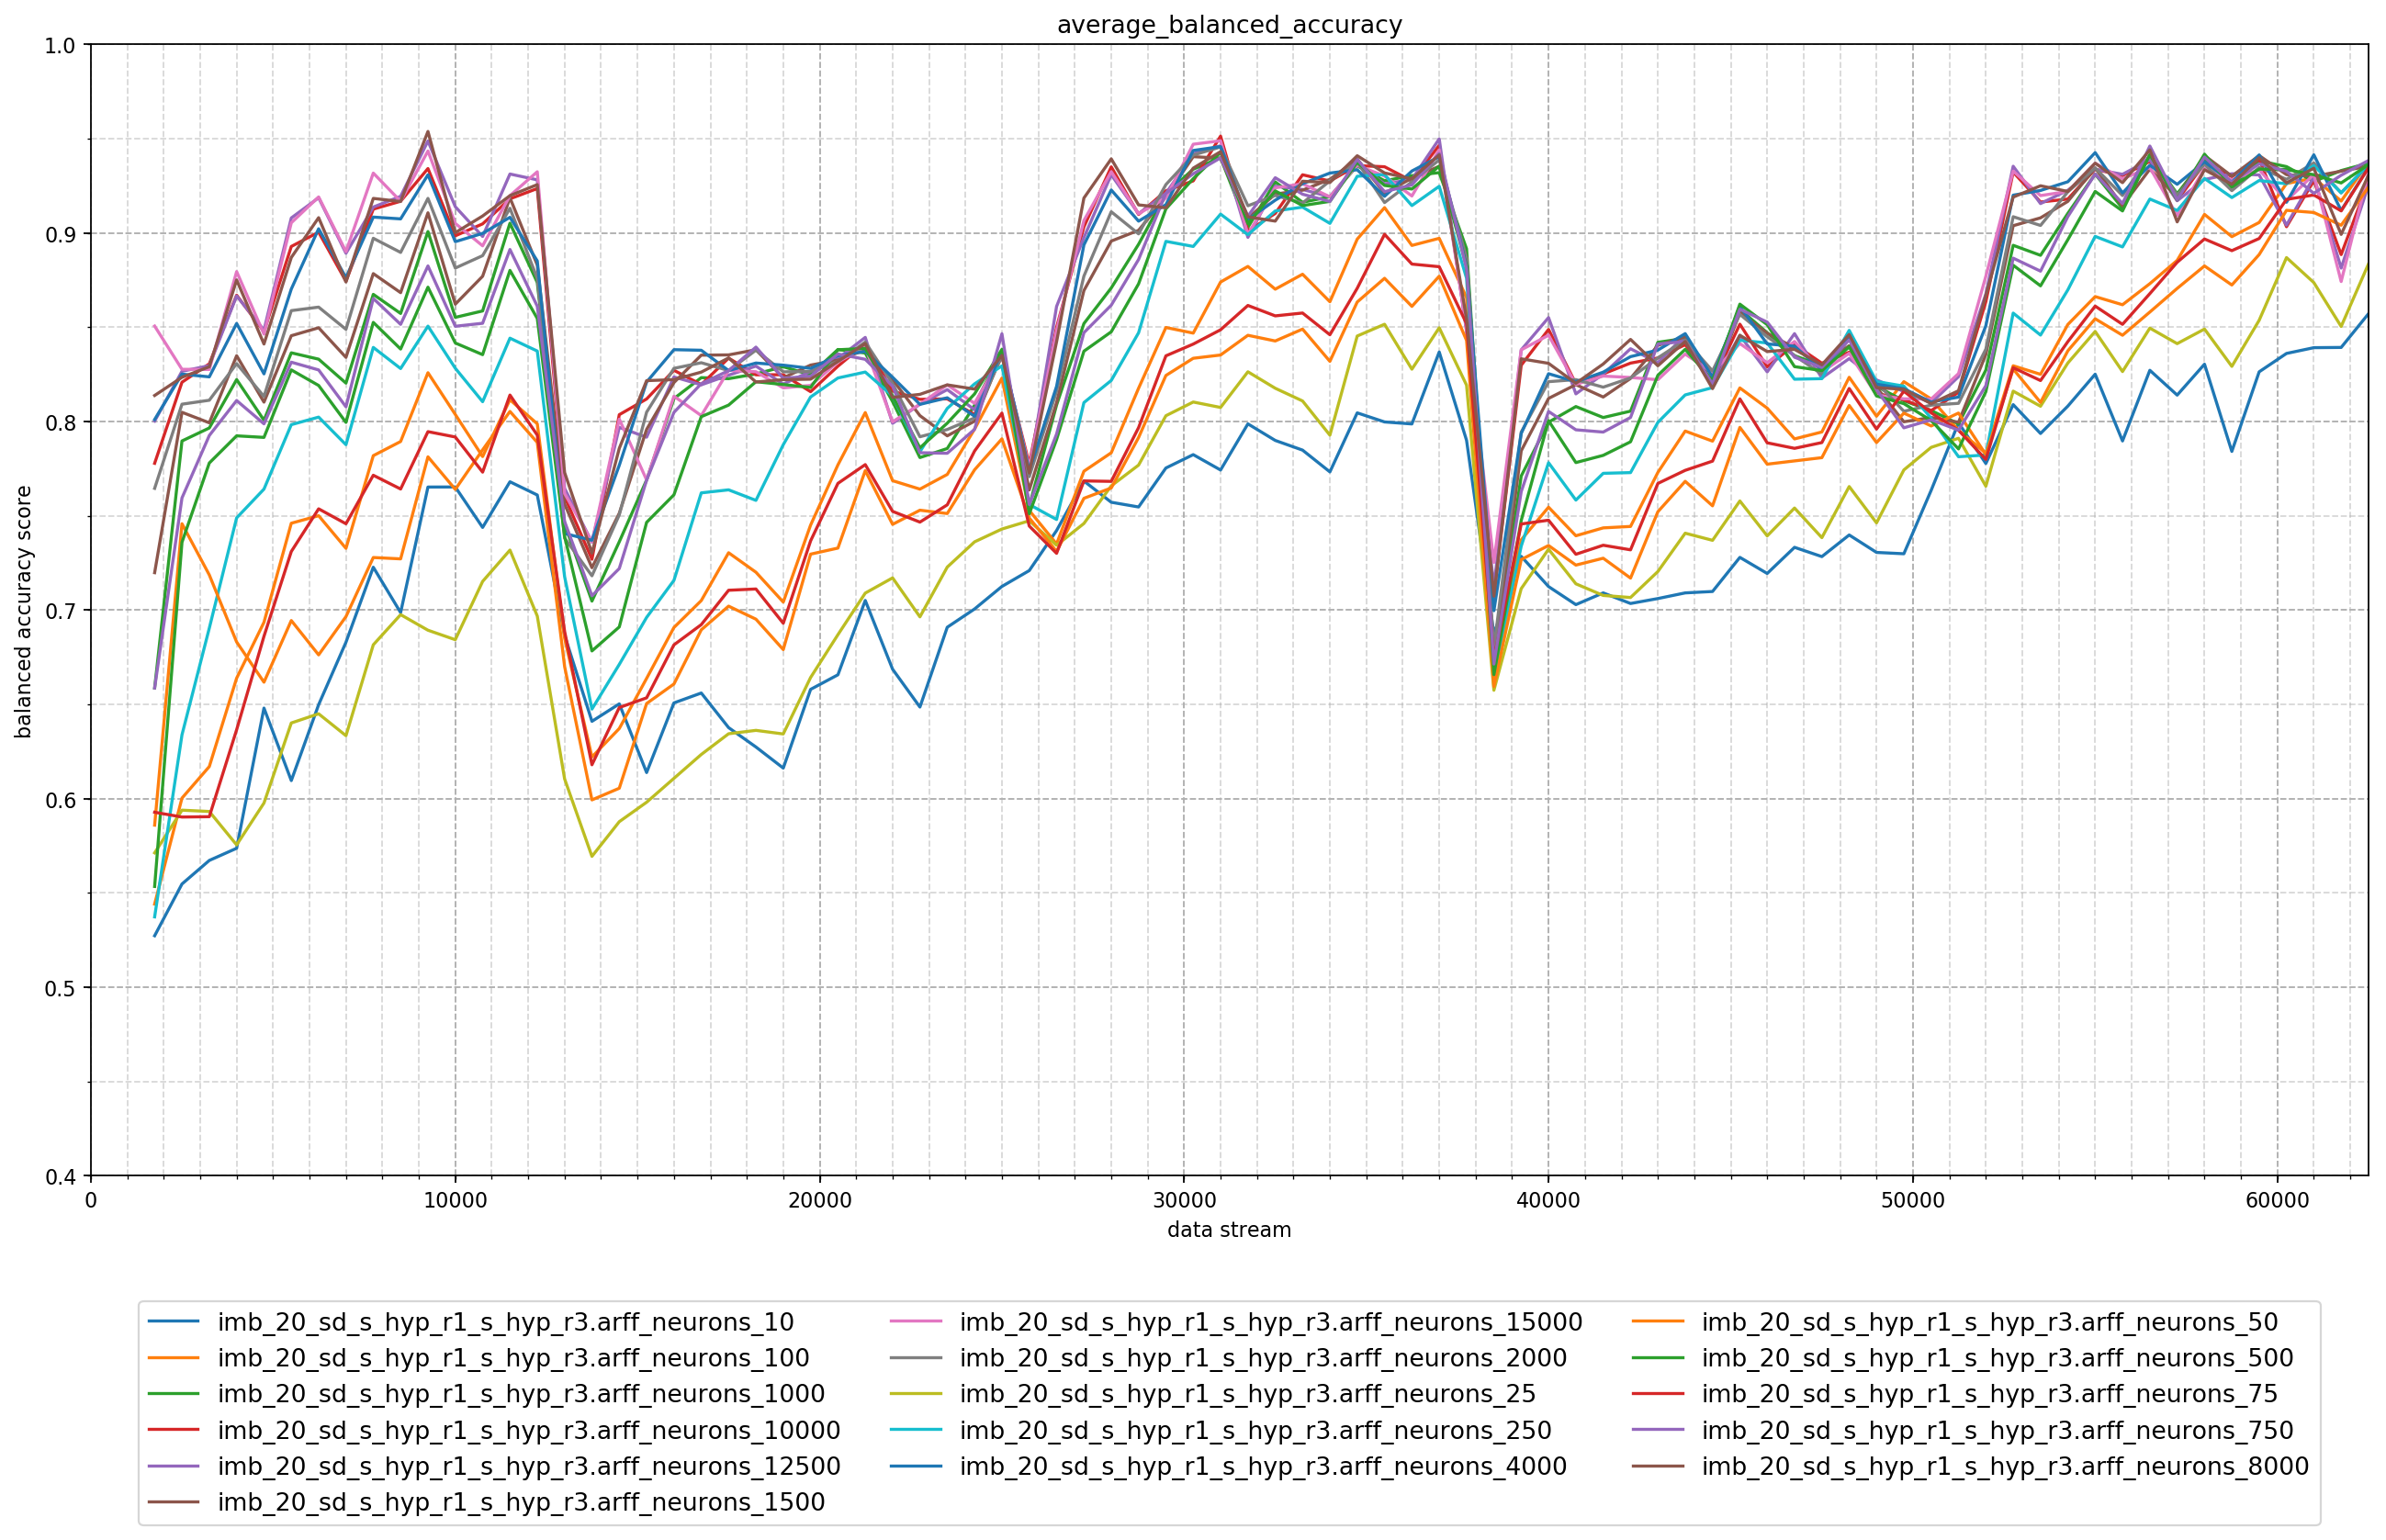 average_balanced_accuracy
1.0
0.9
0.8
0.7
0.6
0.5
0.4
balanced accuracy score
0 10000 20000 30000 40000 50000 60000
data stream
imb_20_sd_s_hyp_r1_s_hyp_r3.arff_neurons_10
imb_20_sd_s_hyp_r1_s_hyp_r3.arff_neurons_100
imb_20_sd_s_hyp_r1_s_hyp_r3.arff_neurons_1000
imb_20_sd_s_hyp_r1_s_hyp_r3.arff_neurons_10000
imb_20_sd_s_hyp_r1_s_hyp_r3.arff_neurons_12500
imb_20_sd_s_hyp_r1_s_hyp_r3.arff_neurons_1500
imb_20_sd_s_hyp_r1_s_hyp_r3.arff_neurons_15000
imb_20_sd_s_hyp_r1_s_hyp_r3.arff_neurons_2000
imb_20_sd_s_hyp_r1_s_hyp_r3.arff_neurons_25
imb_20_sd_s_hyp_r1_s_hyp_r3.arff_neurons_250
imb_20_sd_s_hyp_r1_s_hyp_r3.arff_neurons_4000
imb_20_sd_s_hyp_r1_s_hyp_r3.arff_neurons_50
imb_20_sd_s_hyp_r1_s_hyp_r3.arff_neurons_500
imb_20_sd_s_hyp_r1_s_hyp_r3.arff_neurons_75
imb_20_sd_s_hyp_r1_s_hyp_r3.arff_neurons_750
imb_20_sd_s_hyp_r1_s_hyp_r3.arff_neurons_8000